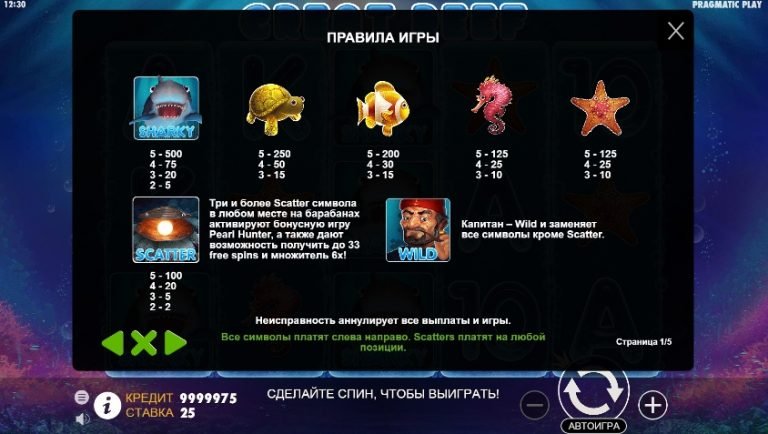 12:30
PRAGMATIC PLAY
GREAT REEF
ПРАВИЛА ИГРЫ
SHARKY
5 - 500
4 - 75
3 - 20
2 - 5
5 - 250
4 - 50
3 - 15
5 - 200
4 - 30
3 - 15
5 - 125
4 - 25
3 - 10
5 - 125
4 - 25
3 - 10
SCATTER
5 - 100
4 - 20
3 - 5
2 - 2
Три и более Scatter символа
в любом месте на барабанах
активируют бонусную игру
Pearl Hunter, а также дают
возможность получить до 33
free spins и множитель 6x!
WILD
Капитан – Wild и заменяет
все символы кроме Scatter.
Неисправность аннулирует все выплаты и игры.
Все символы платят слева направо. Scatters платят на любой
позиции.
Страница 1/5
КРЕДИТ 9999975
СТАВКА 25
СДЕЛАЙТЕ СПИН, ЧТОБЫ ВЫИГРАТЬ!
АВТОИГРА